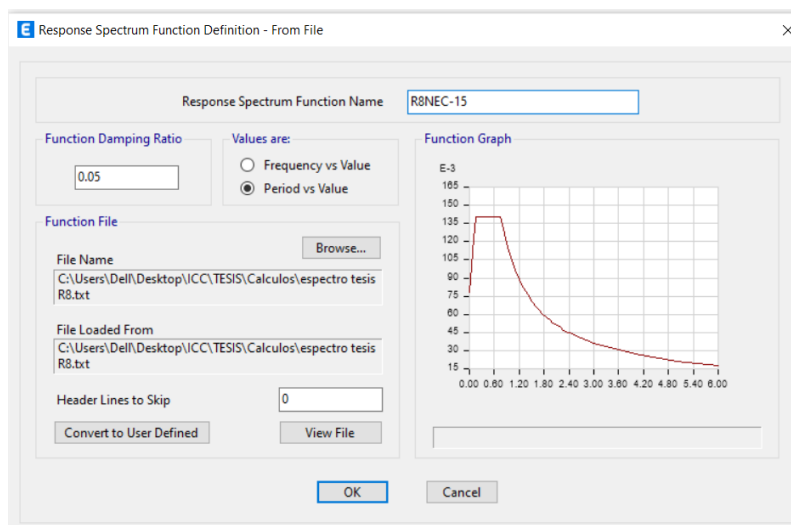 E Response Spectrum Function Definition - From File
Response Spectrum Function Name R8NEC-15
Function Damping Ratio
0.05
Values are:
Frequency vs Value
Period vs Value
Function File
Browse...
File Name
C:\Users\Dell\Desktop\ICC\TESIS\Calculos\espectro tesis
R8.txt
File Loaded From
C:\Users\Dell\Desktop\ICC\TESIS\Calculos\espectro tesis
R8.txt
Header Lines to Skip 0
Convert to User Defined View File
Function Graph
E-3
165
150
135
120
105
90
75
60
45
30
15
0.00 0.60 1.20 1.80 2.40 3.00 3.60 4.20 4.80 5.40 6.00
OK Cancel